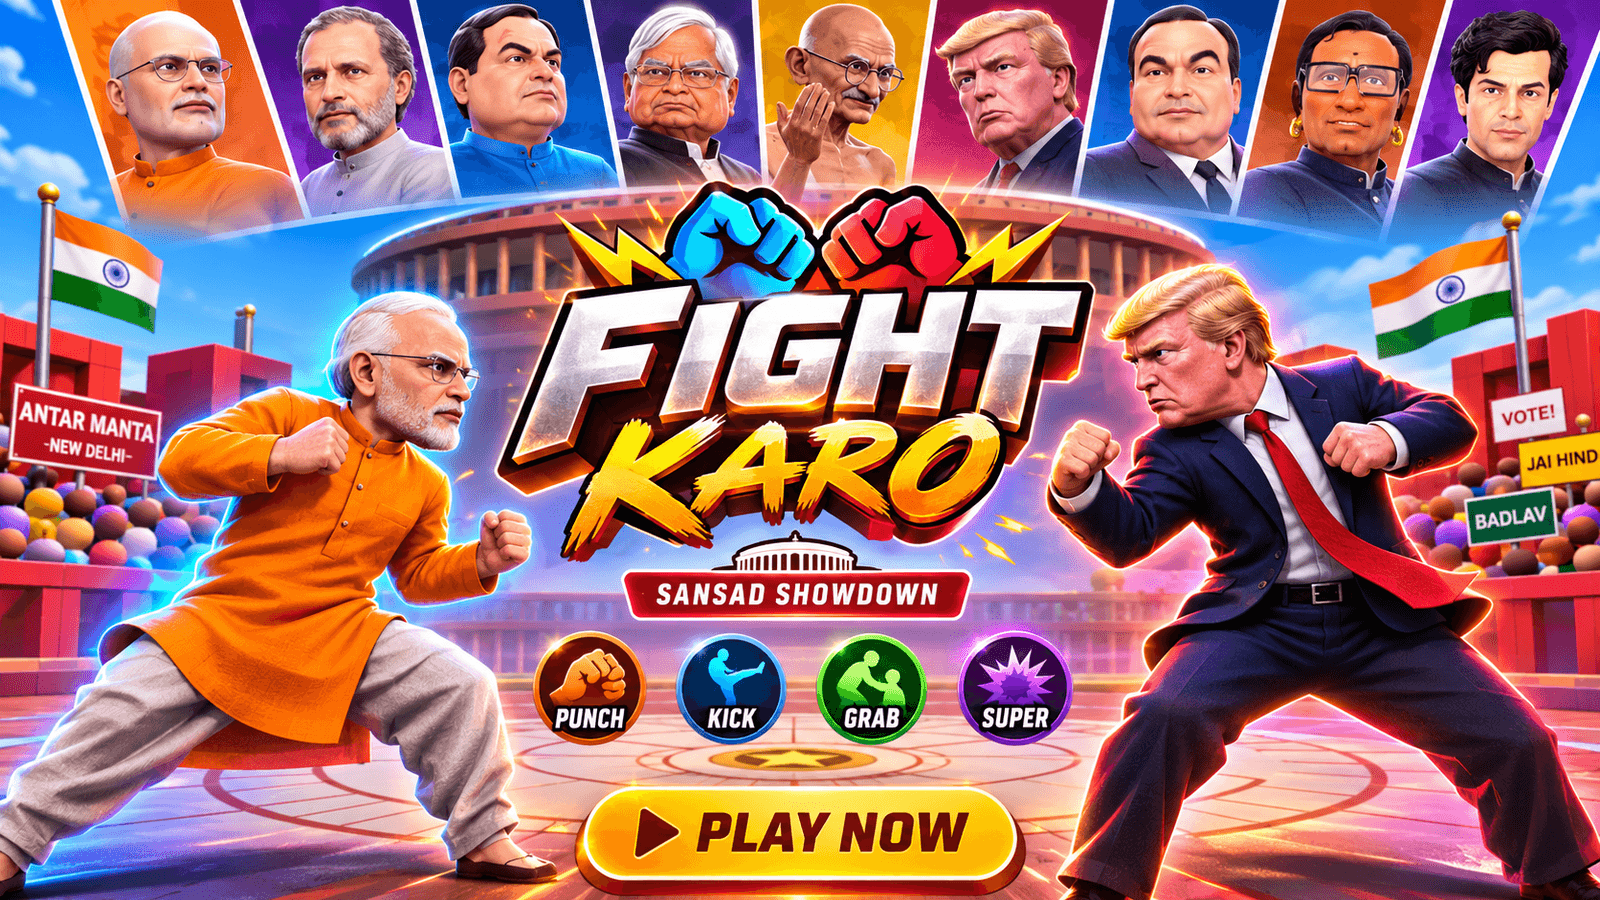 FIGHT
KARO
SANSAD SHOWDOWN
ANTAR MANTA
-NEW DELHI-
VOTE!
JAI HIND
BADLAV
PUNCH
KICK
GRAB
SUPER
PLAY NOW